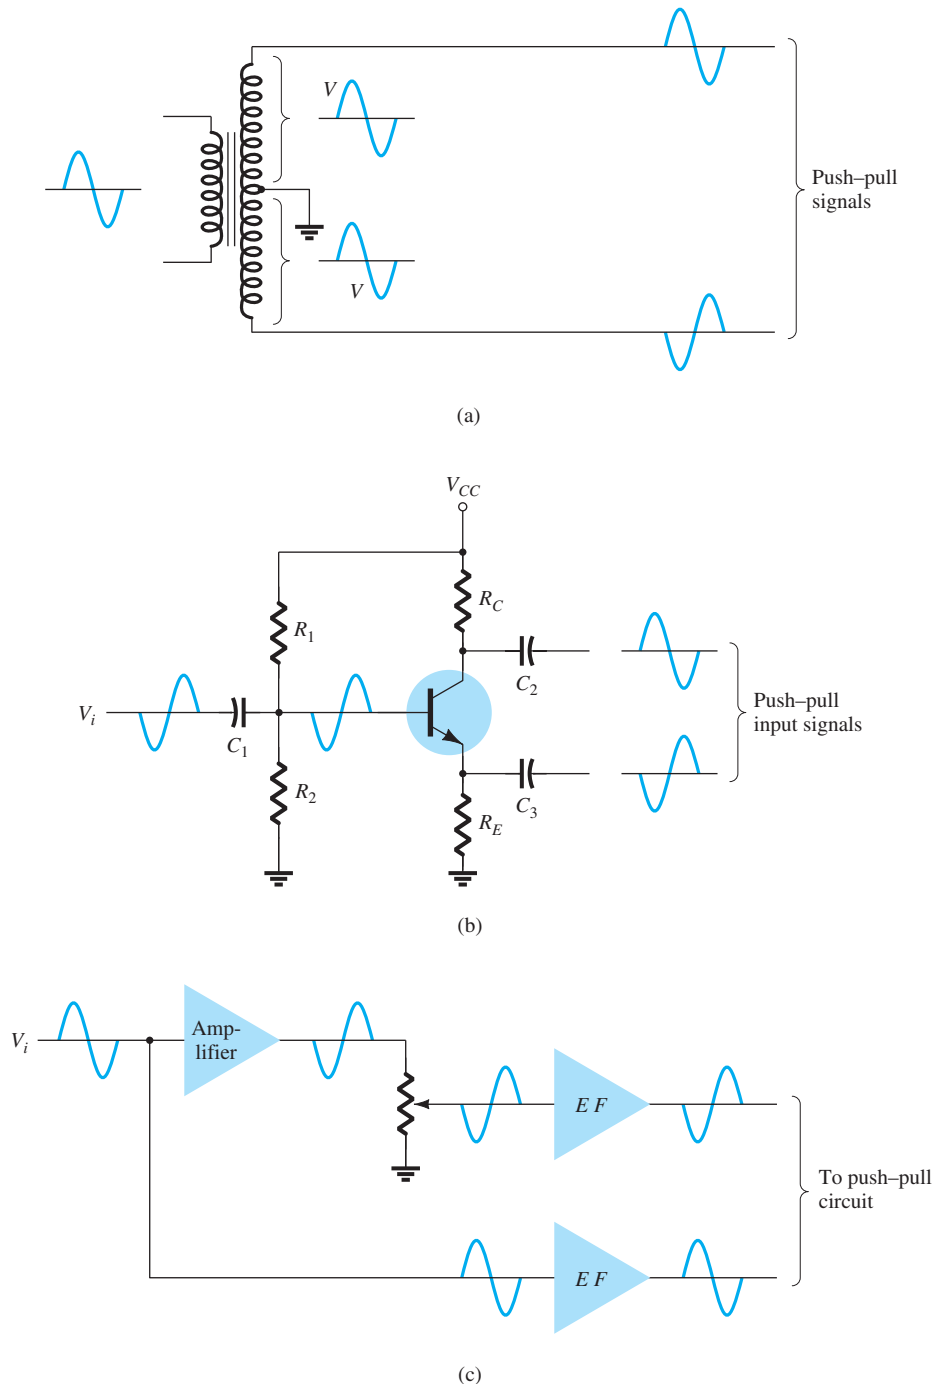 V
V
Push–pull
signals
(a)
V_CC
R_C
R_1
C_2
V_i
C_1
Push–pull
input signals
R_2
C_3
R_E
(b)
V_i
Amp-
lifier
E F
To push–pull
circuit
E F
(c)